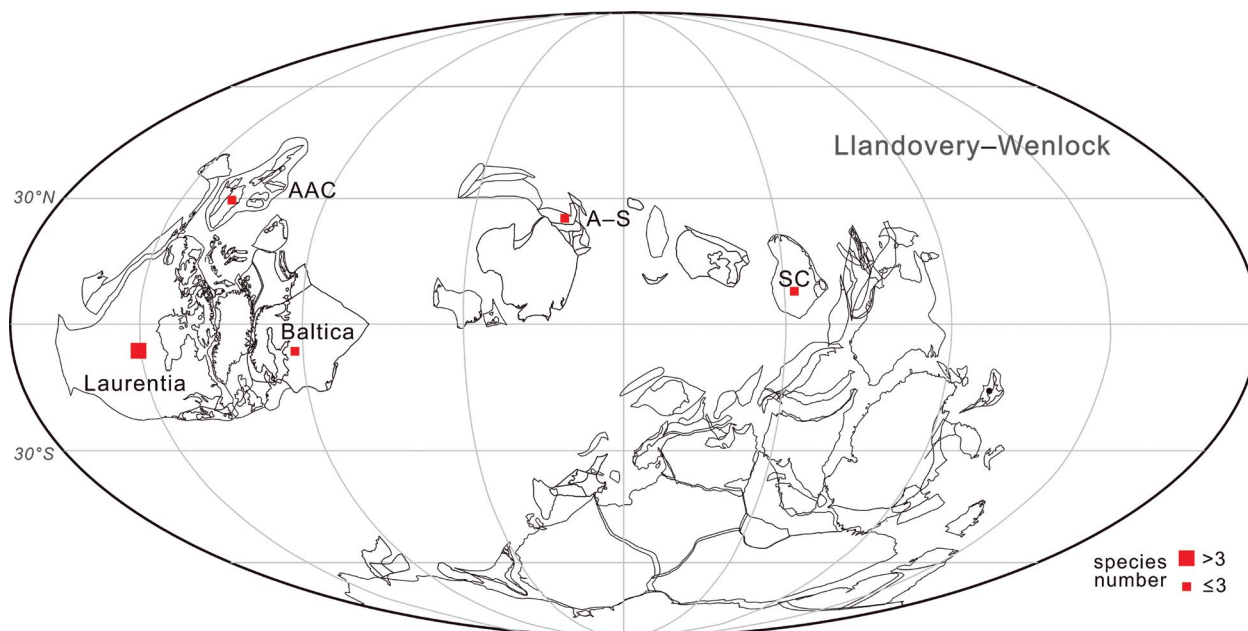 Llandovery–Wenlock
30°N
AAC
A–S
SC
Baltica
Laurentia
30°S
species
number
>3
≤3